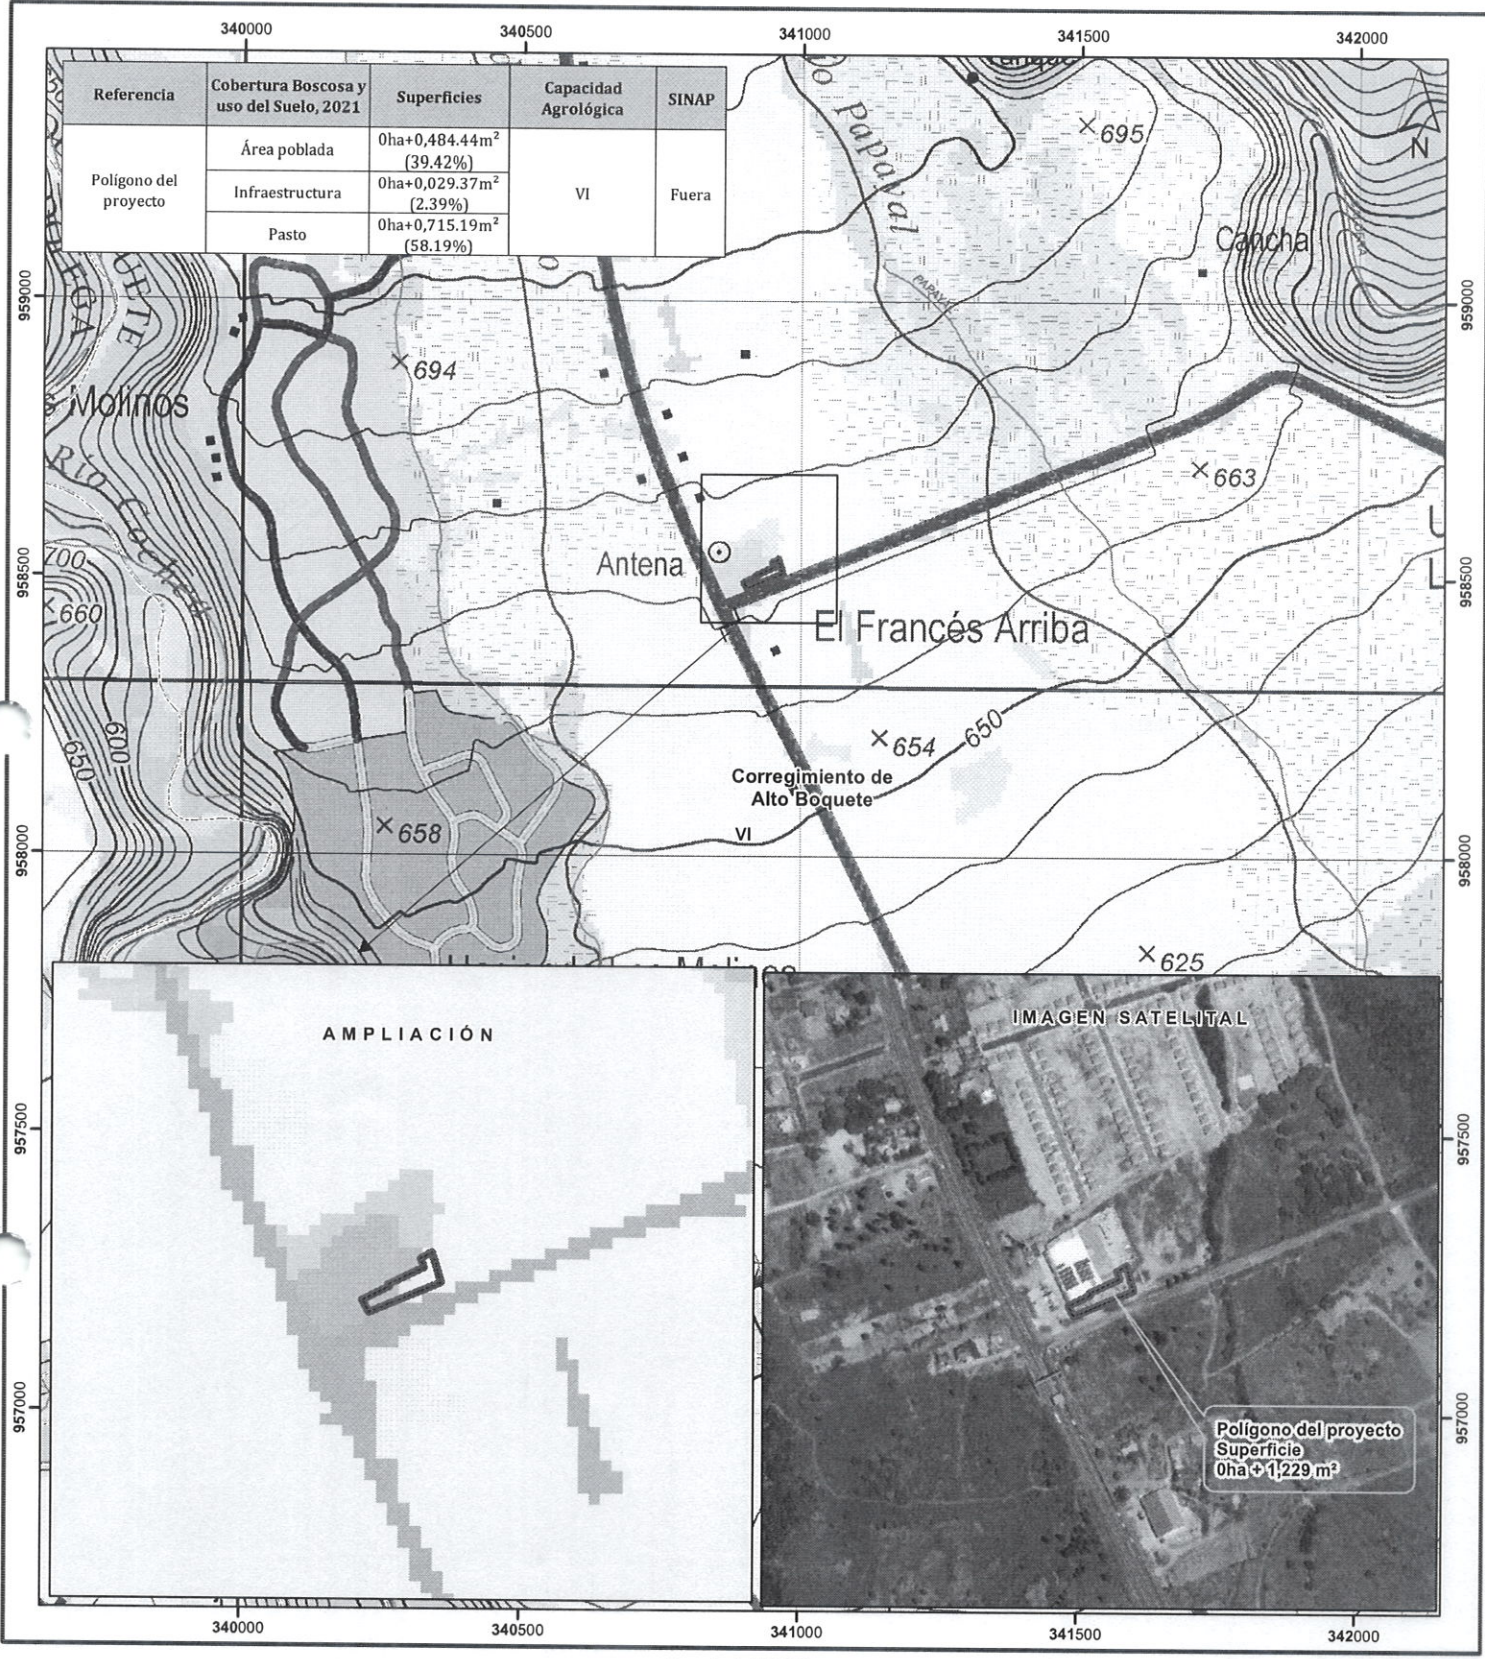 340000
340500
341000
341500
342000
Referencia
Cobertura Boscosa y
uso del Suelo, 2021
Superficies
Capacidad
Agrológica
SINAP
Polígono del
proyecto
Área poblada
0ha+0,484.44m²
(39.42%)
Infraestructura
0ha+0,029.37m²
(2.39%)
Pasto
0ha+0,715.19m²
(58.19%)
VI
Fuera
Papayal
695
N
Cancha
959000
959000
PAPAYAL
694
s Molinos
Río Cochea
663
700
660
958500
Antena
958500
El Francés Arriba
650
600
654
650
Corregimiento de
Alto Boquete
VI
658
958000
958000
625
AMPLIACIÓN
IMAGEN SATELITAL
957500
957500
957000
957000
Polígono del proyecto
Superficie
0ha + 1,229 m²
340000
340500
341000
341500
342000